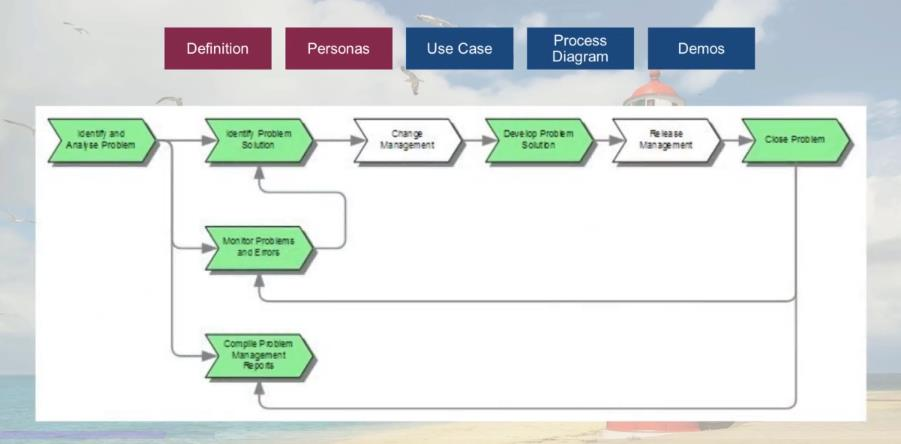 Definition
Personas
Use Case
Process
Diagram
Demos
Identify and
Analyse Problem
Identify Problem
Solution
Change
Management
Develop Problem
Solution
Release
Management
Close Problem
Monitor Problems
and Errors
Compile Problem
Management
Reports